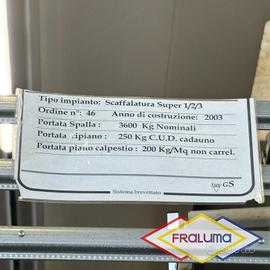 Tipo impianto: Scaffalatura Super 1/2/3
Ordine n°: 46 Anno di costruzione: 2003
Portata Spalla : 3600 Kg Nominali
Portata ripiano : 250 Kg C.U.D. cadauno
Portata piano calpestio : 200 Kg/Mq non carrel.
GS
Sistema brevettato
FRALUMA